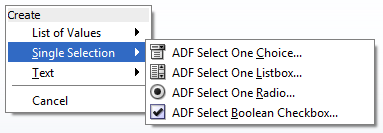 Create
List of Values
Single Selection
Text
Cancel
ADF Select One Choice...
ADF Select One Listbox...
ADF Select One Radio...
ADF Select Boolean Checkbox...